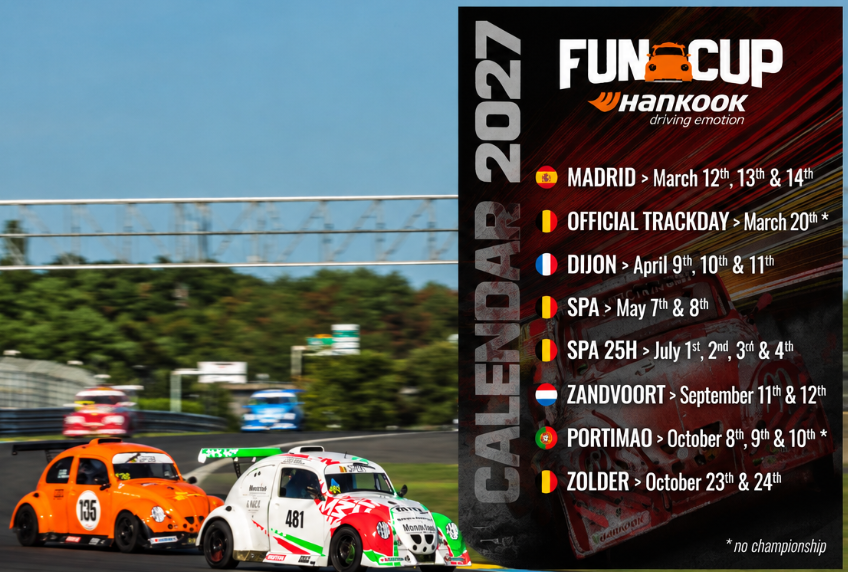 CALENDAR 2027
FUN CUP
HANKOOK
driving emotion
MADRID > March 12th, 13th & 14th
OFFICIAL TRACKDAY > March 20th *
DIJON > April 9th, 10th & 11th
SPA > May 7th & 8th
SPA 25H > July 1st, 2nd, 3rd & 4th
ZANDVOORT > September 11th & 12th
PORTIMAO > October 8th, 9th & 10th *
ZOLDER > October 23th & 24th
* no championship
135
481
HANKOOK